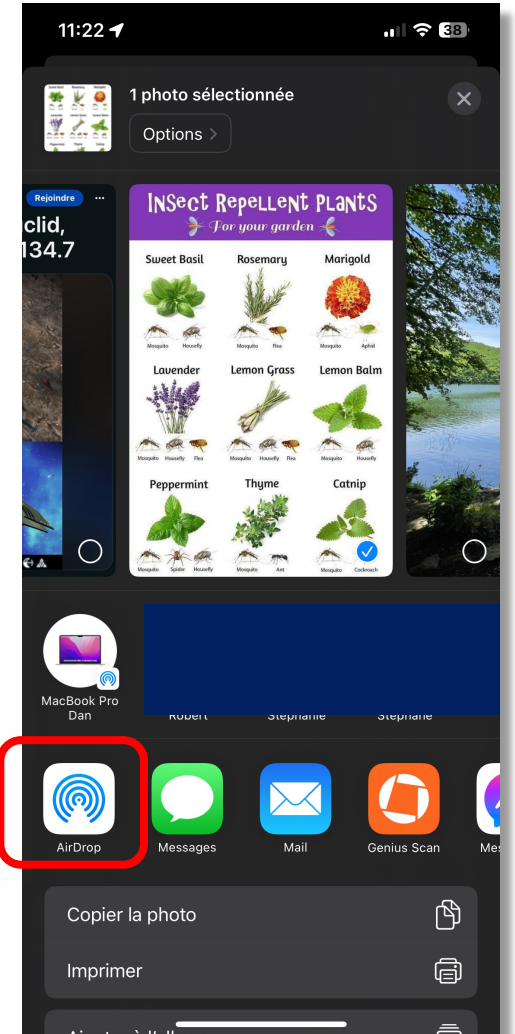 11:22
38
1 photo sélectionnée
Options >
Rejoindre ...
clid,
134.7
Insect Repellent Plants
For your garden
Sweet Basil Rosemary Marigold
Mosquito Housefly Mosquito Flea Mosquito Aphid
Lavender Lemon Grass Lemon Balm
Mosquito Housefly Flea Mosquito Housefly Flea Mosquito Housefly
Peppermint Thyme Catnip
Mosquito Spider Housefly Mosquito Ant Mosquito Cockroach
MacBook Pro
Dan
Robert Stephanie Stephane
AirDrop Messages Mail Genius Scan Mes
Copier la photo
Imprimer